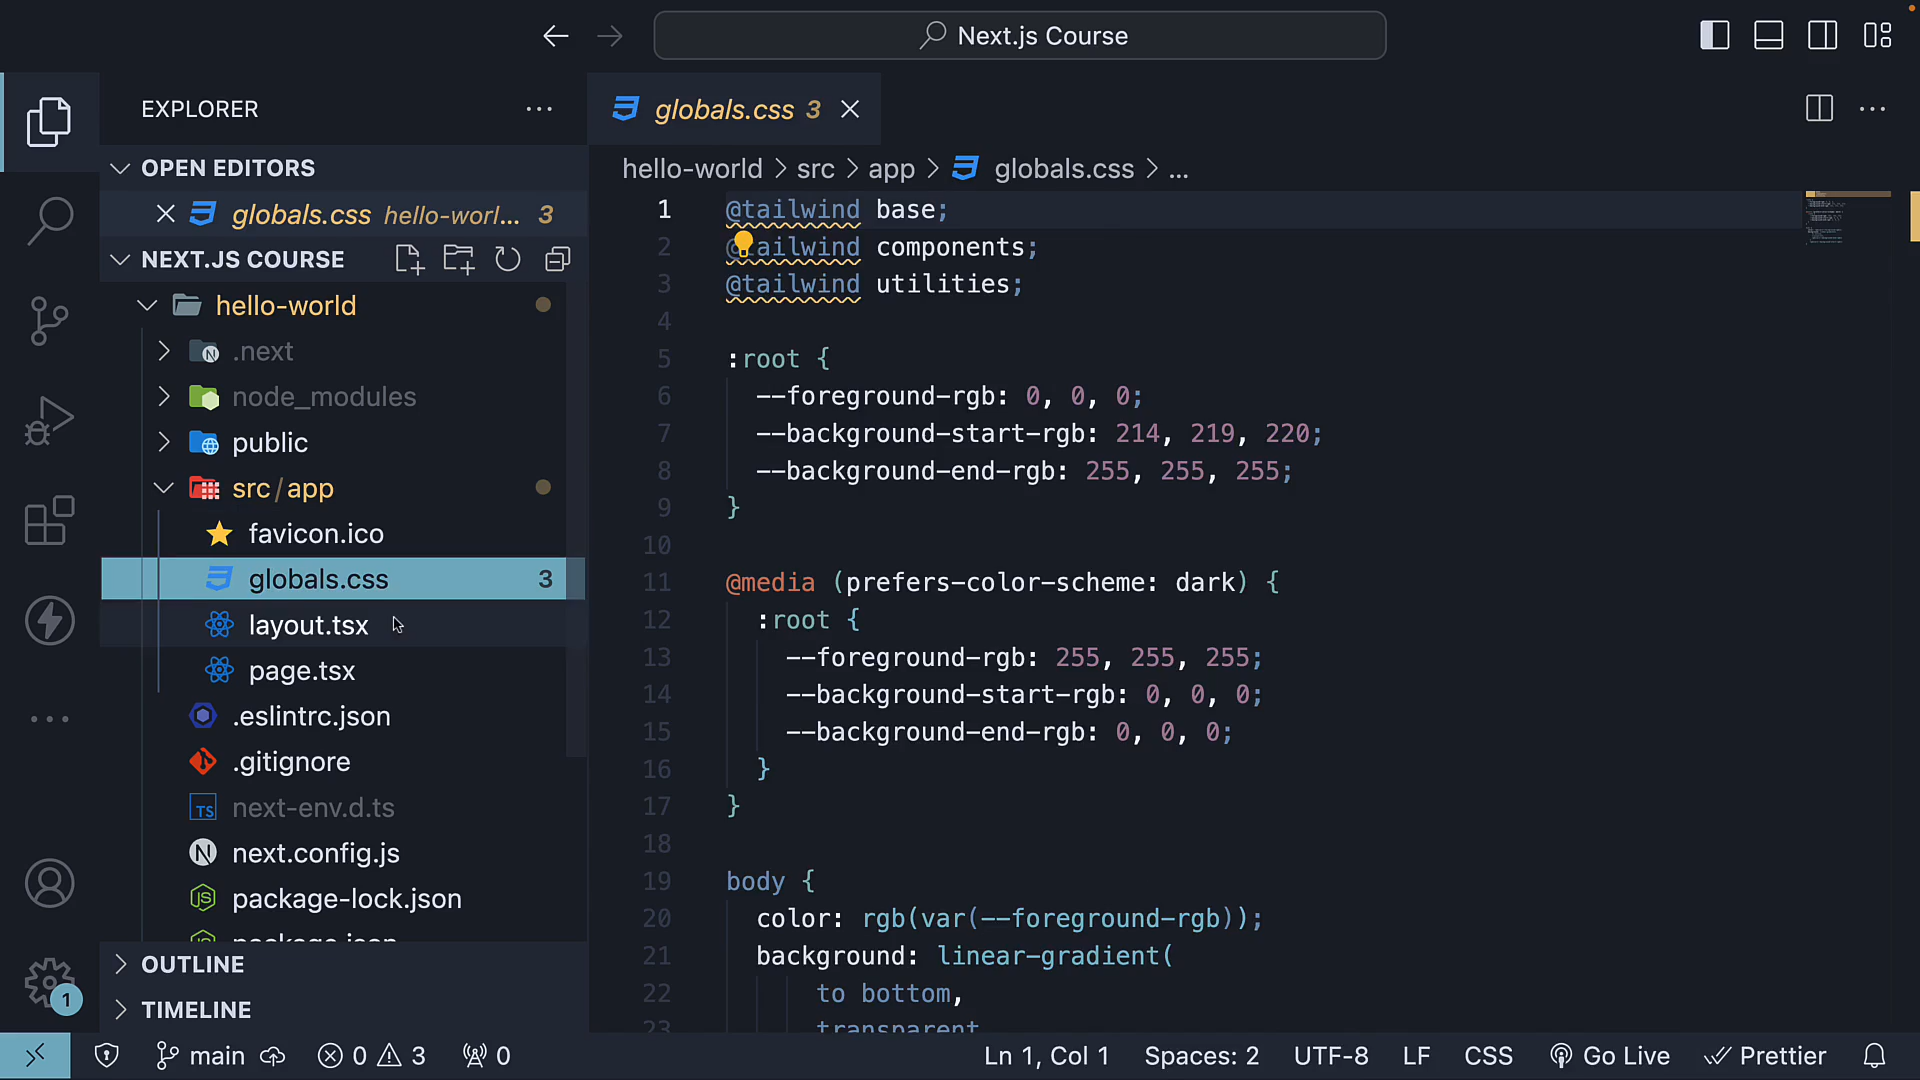 Next.js Course
EXPLORER
globals.css 3
OPEN EDITORS
globals.css hello-worl... 3
NEXT.JS COURSE
hello-world
.next
node_modules
public
src/app
favicon.ico
globals.css 3
layout.tsx
page.tsx
.eslintrc.json
.gitignore
TS next-env.d.ts
N next.config.js
JS package-lock.json
package.json
OUTLINE
TIMELINE
hello-world > src > app > globals.css > ...
1 @tailwind base;
2 @tailwind components;
3 @tailwind utilities;
4
5 :root {
6 --foreground-rgb: 0, 0, 0;
7 --background-start-rgb: 214, 219, 220;
8 --background-end-rgb: 255, 255, 255;
9 }
10
11 @media (prefers-color-scheme: dark) {
12 :root {
13 --foreground-rgb: 255, 255, 255;
14 --background-start-rgb: 0, 0, 0;
15 --background-end-rgb: 0, 0, 0;
16 }
17 }
18
19 body {
20 color: rgb(var(--foreground-rgb));
21 background: linear-gradient(
22 to bottom,
23 transparent
1
main 0 3 0 Ln 1, Col 1 Spaces: 2 UTF-8 LF CSS Go Live Prettier